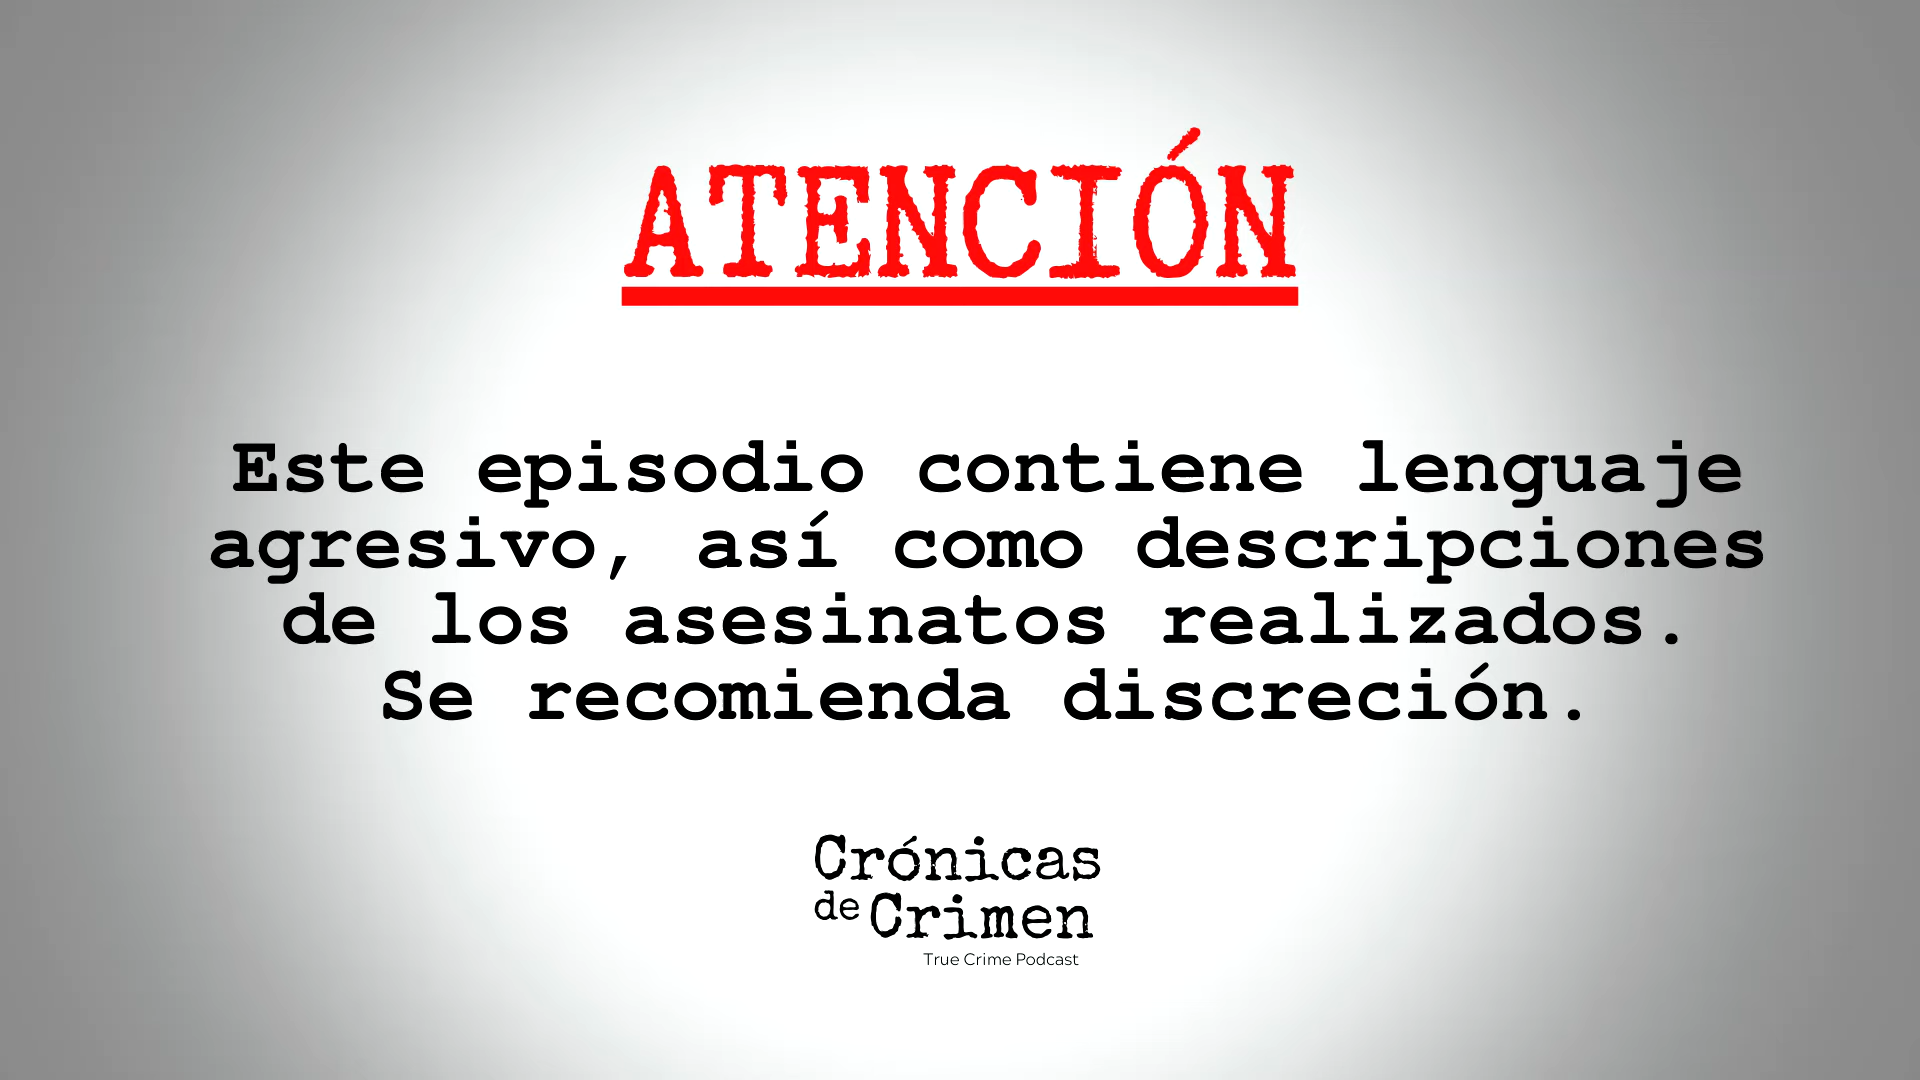 ATENCIÓN
Este episodio contiene lenguaje
agresivo, así como descripciones
de los asesinatos realizados.
Se recomienda discreción.
Crónicas
de Crimen
True Crime Podcast